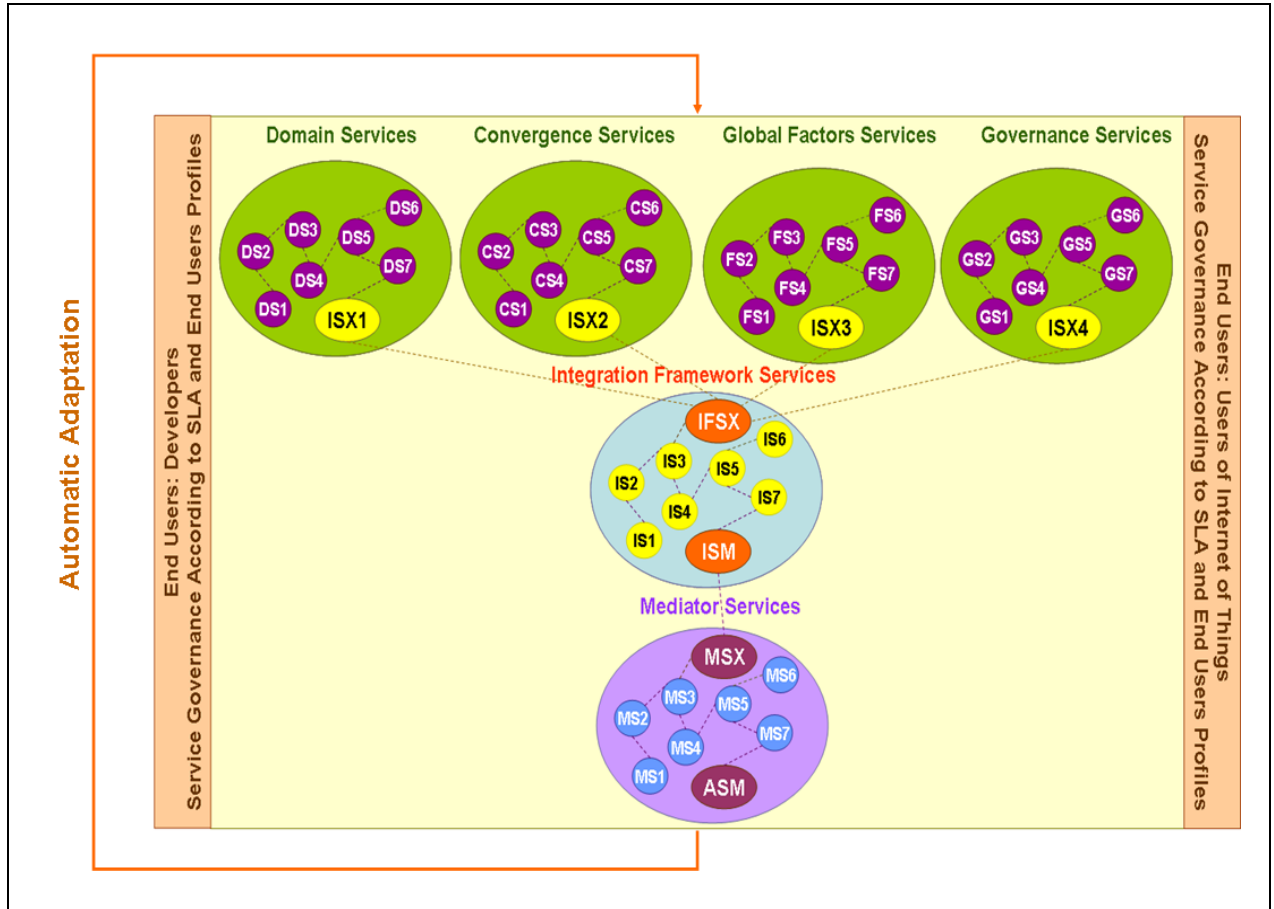 Automatic Adaptation
End Users: Developers
Service Governance According to SLA and End Users Profiles
Domain Services
Convergence Services
Global Factors Services
Governance Services
DS6
DS3
DS5
DS2
DS7
DS4
DS1
ISX1
CS6
CS3
CS5
CS2
CS7
CS4
CS1
ISX2
FS6
FS3
FS5
FS2
FS7
FS4
FS1
ISX3
GS6
GS3
GS5
GS2
GS7
GS4
GS1
ISX4
Integration Framework Services
IFSX
IS6
IS3
IS5
IS2
IS7
IS4
IS1
ISM
Mediator Services
MSX
MS6
MS3
MS5
MS2
MS7
MS4
MS1
ASM
End Users: Users of Internet of Things
Service Governance According to SLA and End Users Profiles